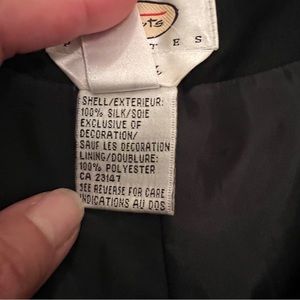 SHELL/EXTERIEUR:
100% SILK/SOIE
EXCLUSIVE OF
DECORATION/
SAUF LES DECORATION
LINING/DOUBLURE:
100% POLYESTER
CA 23147
SEE REVERSE FOR CARE
INDICATIONS AU DOS